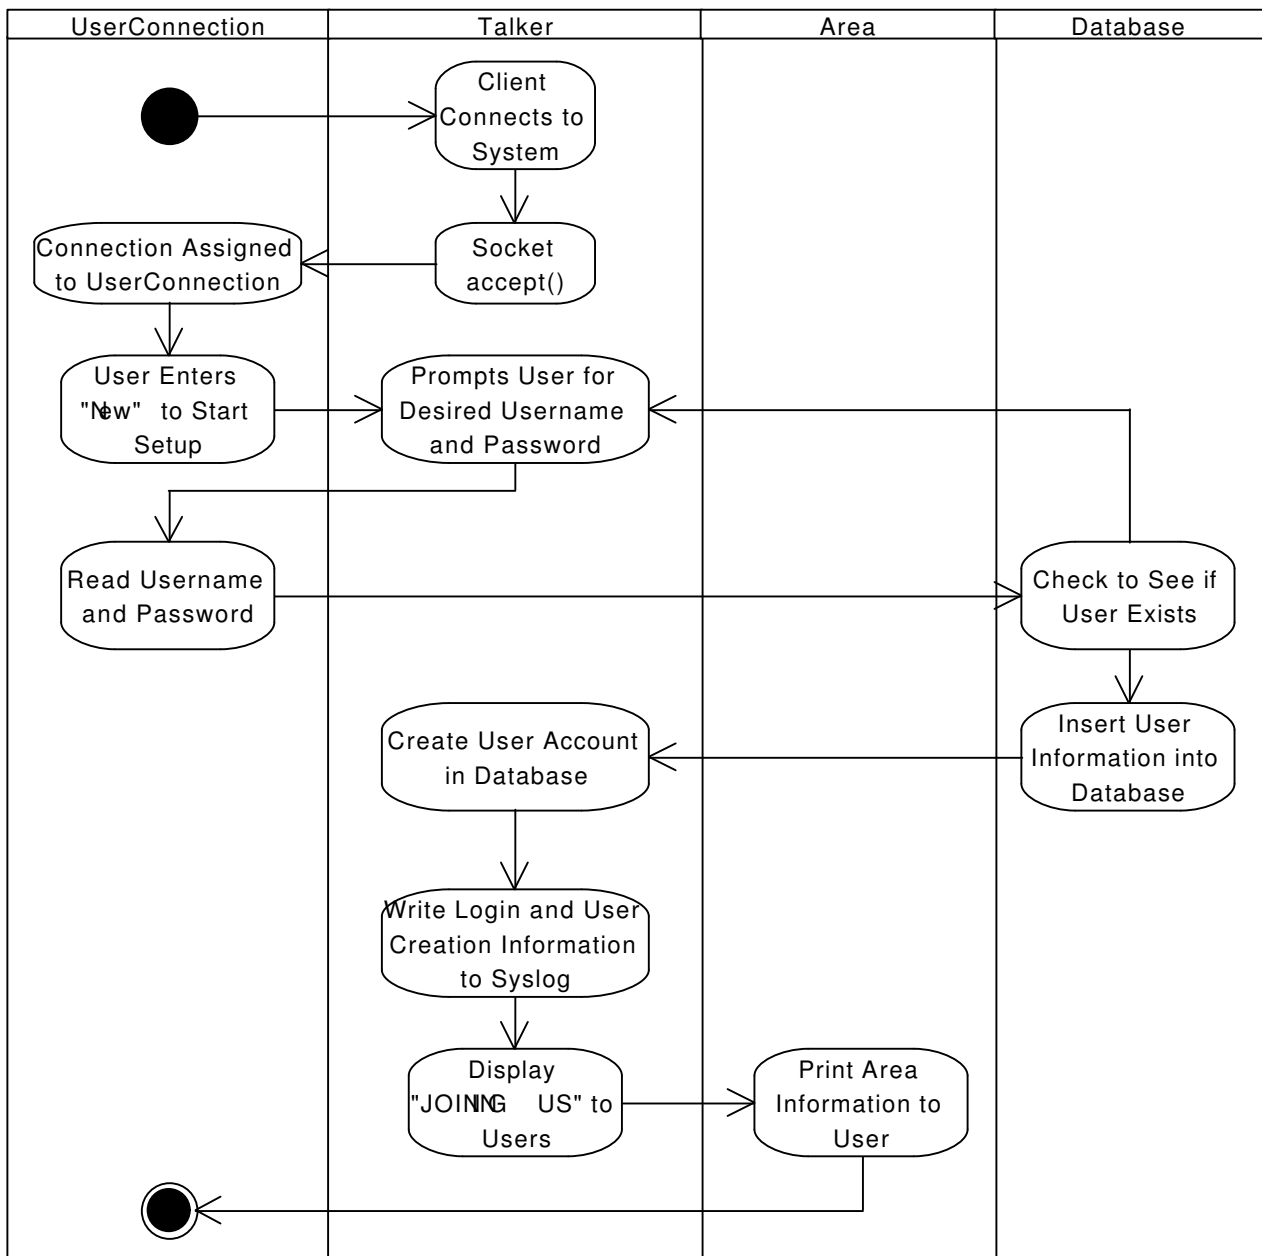 UserConnection Talker Area Database
Client
Connects to
System
Connection Assigned
to UserConnection
Socket
accept()
User Enters
"New" to Start
Setup
Prompts User for
Desired Username
and Password
Read Username
and Password
Check to See if
User Exists
Create User Account
in Database
Insert User
Information into
Database
Write Login and User
Creation Information
to Syslog
Display
"JOINING US" to
Users
Print Area
Information to
User